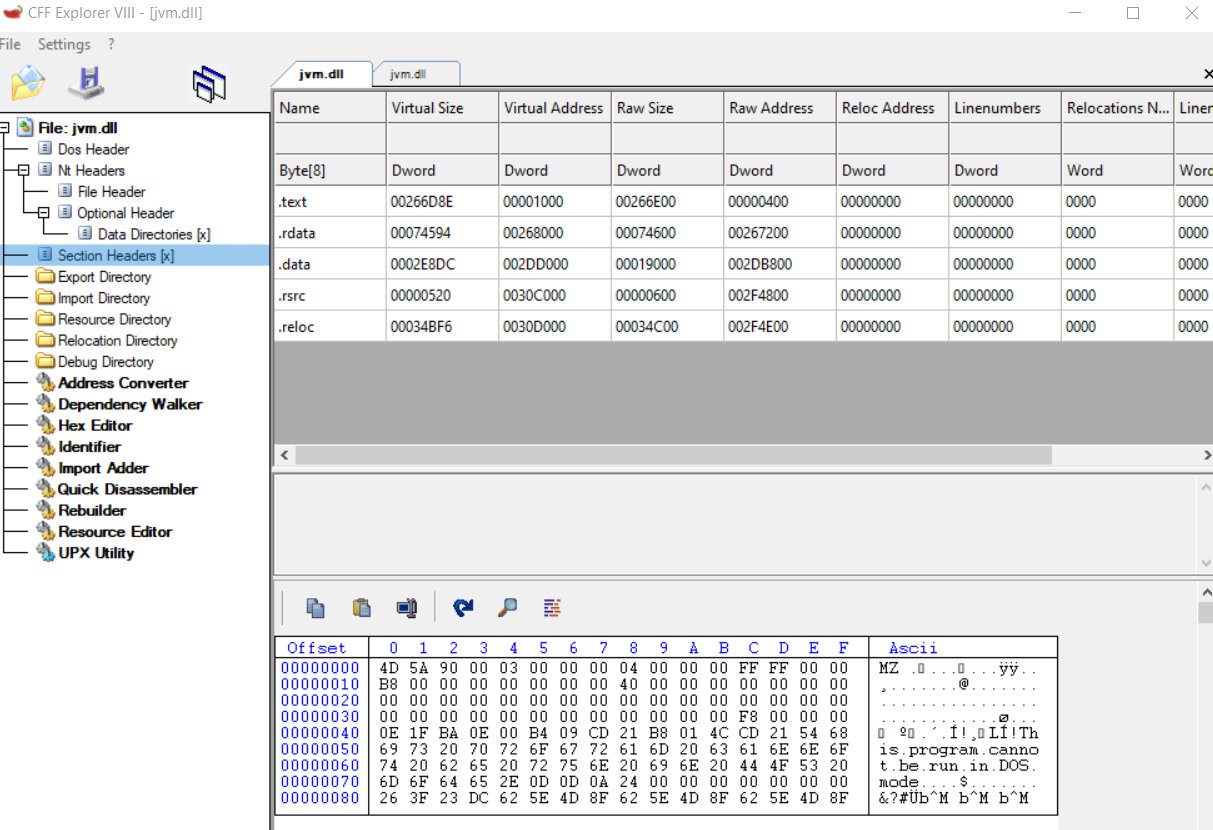 CFF Explorer VIII - [jvm.dll]
File Settings ?
jvm.dll jvm.dll
File: jvm.dll
Dos Header
Nt Headers
File Header
Optional Header
Data Directories [x]
Section Headers [x]
Export Directory
Import Directory
Resource Directory
Relocation Directory
Debug Directory
Address Converter
Dependency Walker
Hex Editor
Identifier
Import Adder
Quick Disassembler
Rebuilder
Resource Editor
UPX Utility
Name Virtual Size Virtual Address Raw Size Raw Address Reloc Address Linenumbers Relocations N... Linen
Byte[8] Dword Dword Dword Dword Dword Dword Word Word
.text 00266D8E 00001000 00266E00 00000400 00000000 00000000 0000 0000
.rdata 00074594 00268000 00074600 00267200 00000000 00000000 0000 0000
.data 0002E8DC 002DD000 00019000 002DB800 00000000 00000000 0000 0000
.rsrc 00000520 0030C000 00000600 002F4800 00000000 00000000 0000 0000
.reloc 00034BF6 0030D000 00034C00 002F4E00 00000000 00000000 0000 0000
Offset 0 1 2 3 4 5 6 7 8 9 A B C D E F Ascii
00000000 4D 5A 90 00 03 00 00 00 04 00 00 00 FF FF 00 00 MZ .▯...▯...ÿÿ..
00000010 B8 00 00 00 00 00 00 00 40 00 00 00 00 00 00 00 ¸.......@.......
00000020 00 00 00 00 00 00 00 00 00 00 00 00 00 00 00 00 ................
00000030 00 00 00 00 00 00 00 00 00 00 00 00 F8 00 00 00 ............ø...
00000040 0E 1F BA 0E 00 B4 09 CD 21 B8 01 4C CD 21 54 68 ▯ º▯.´.Í!¸▯LÍ!Th
00000050 69 73 20 70 72 6F 67 72 61 6D 20 63 61 6E 6E 6F is.program.canno
00000060 74 20 62 65 20 72 75 6E 20 69 6E 20 44 4F 53 20 t.be.run.in.DOS.
00000070 6D 6F 64 65 2E 0D 0D 0A 24 00 00 00 00 00 00 00 mode....$.......
00000080 26 3F 23 DC 62 5E 4D 8F 62 5E 4D 8F 62 5E 4D 8F &?#Üb^M b^M b^M